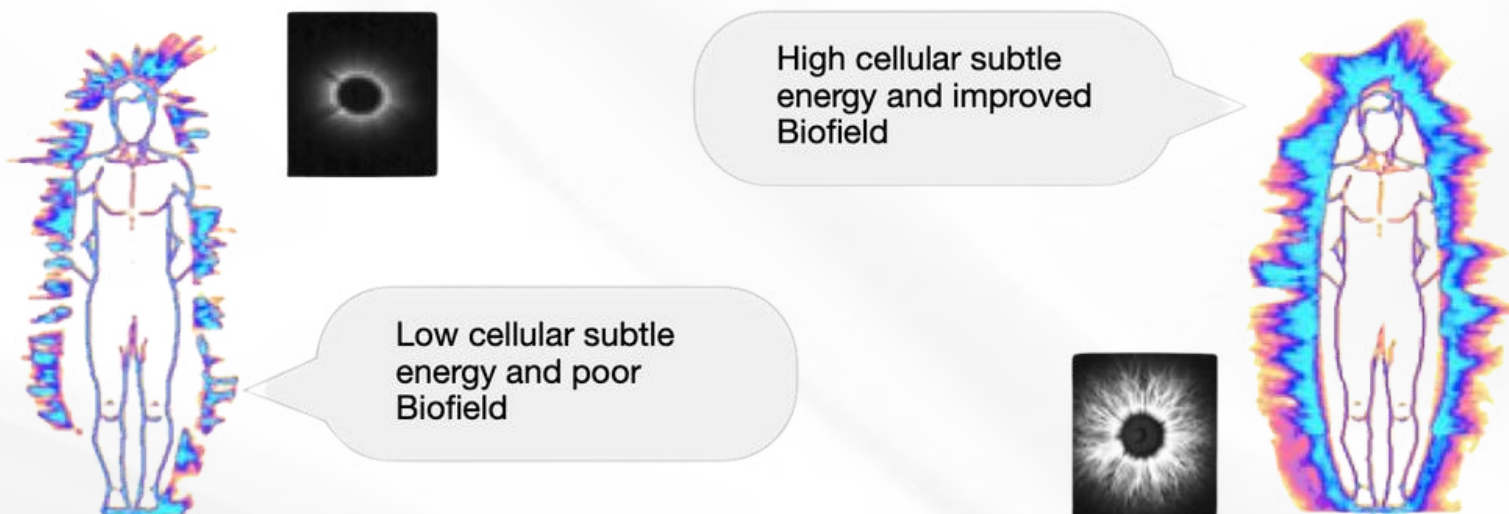 High cellular subtle
energy and improved
Biofield
Low cellular subtle
energy and poor
Biofield